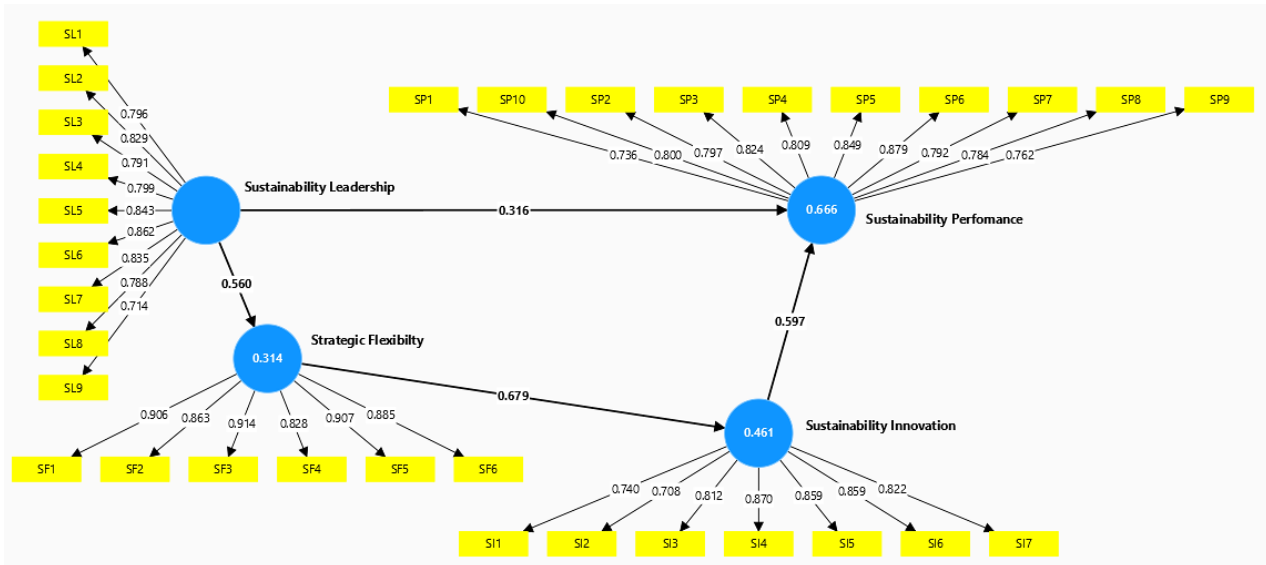 SL1
SL2
SL3
SL4
SL5
SL6
SL7
SL8
SL9
0.796
0.829
0.791
0.799
0.843
0.862
0.835
0.788
0.714
Sustainability Leadership
SP1 SP10 SP2 SP3 SP4 SP5 SP6 SP7 SP8 SP9
0.736 0.800 0.797 0.824 0.809 0.849 0.879 0.792 0.784 0.762
0.316
0.666
Sustainability Perfomance
0.560
0.597
Strategic Flexibilty
0.314
0.679
0.906 0.863 0.914 0.828 0.907 0.885
SF1 SF2 SF3 SF4 SF5 SF6
Sustainability Innovation
0.461
0.740 0.708 0.812 0.870 0.859 0.859 0.822
SI1 SI2 SI3 SI4 SI5 SI6 SI7